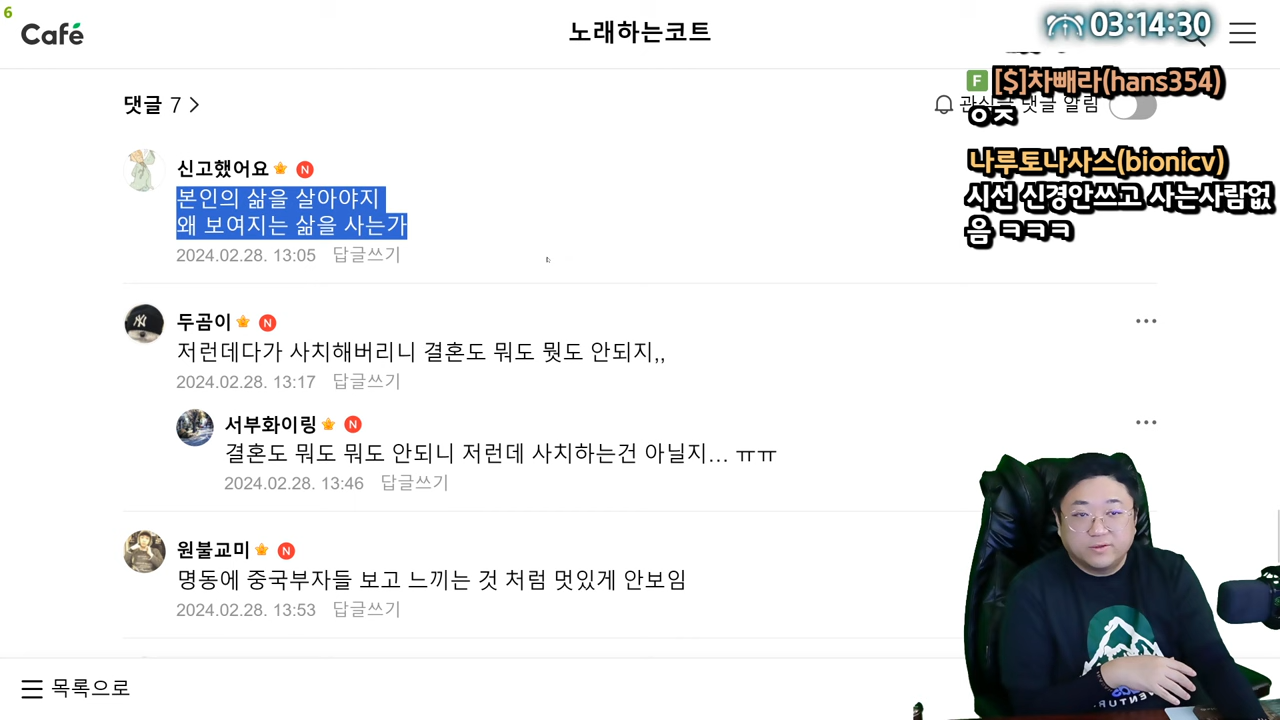 6
Café
노래하는코트
03:14:30
댓글 7
관심글 댓글 알림
F [$]차빼라(hans354)
ㅇㅈ
나루토나사스(bionicv)
시선 신경안쓰고 사는사람없
음 ㅋㅋㅋ
신고했어요 N
본인의 삶을 살아야지
왜 보여지는 삶을 사는가
2024.02.28. 13:05 답글쓰기
두곰이 N
저런데다가 사치해버리니 결혼도 뭐도 뭣도 안되지,,
2024.02.28. 13:17 답글쓰기
서부화이링 N
결혼도 뭐도 뭐도 안되니 저런데 사치하는건 아닐지... ㅠㅠ
2024.02.28. 13:46 답글쓰기
원불교미 N
명동에 중국부자들 보고 느끼는 것 처럼 멋있게 안보임
2024.02.28. 13:53 답글쓰기
목록으로